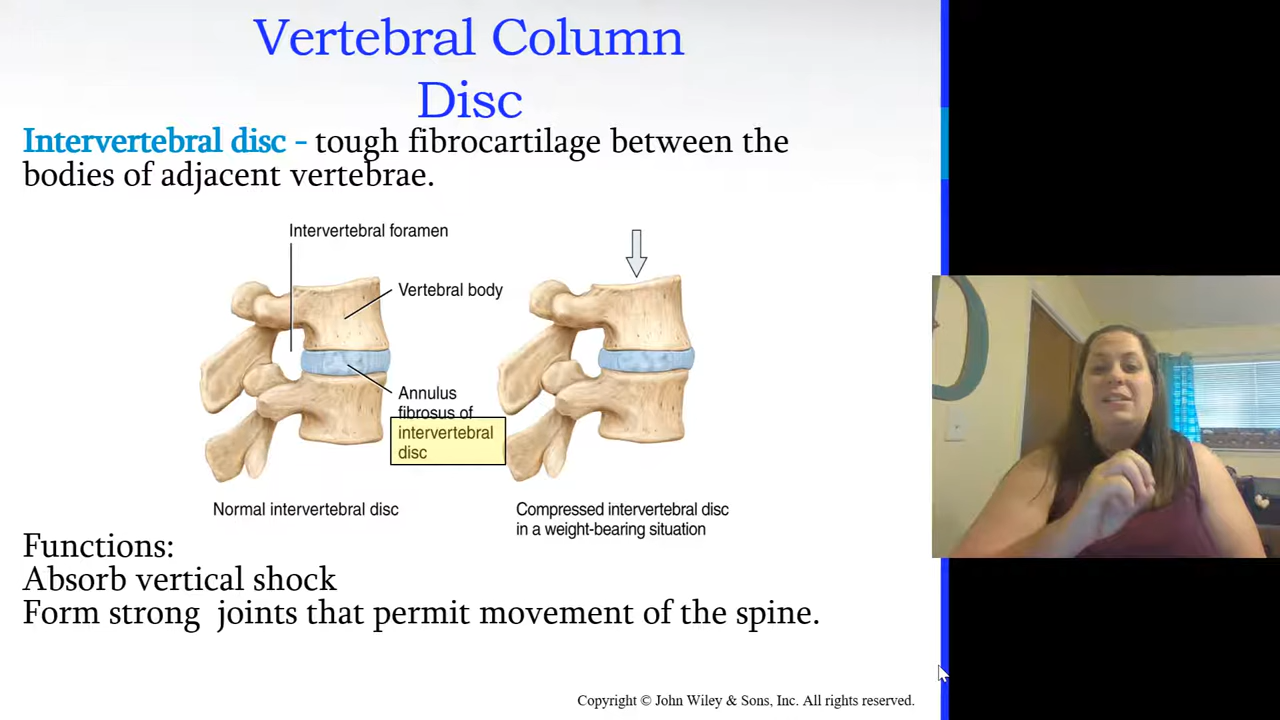 Vertebral Column
Disc
Intervertebral disc - tough fibrocartilage between the
bodies of adjacent vertebrae.
Intervertebral foramen
Vertebral body
Annulus
fibrosus of
intervertebral
disc
Normal intervertebral disc
Compressed intervertebral disc
in a weight-bearing situation
Functions:
Absorb vertical shock
Form strong joints that permit movement of the spine.
Copyright © John Wiley & Sons, Inc. All rights reserved.